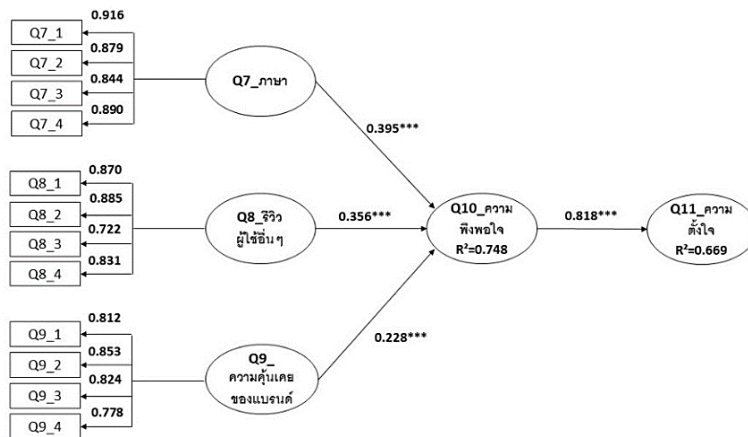 0.916
Q7_1
0.879
Q7_2
0.844
Q7_3
0.890
Q7_4
Q7_ภาษา
0.395***
0.870
Q8_1
0.885
Q8_2
0.722
Q8_3
0.831
Q8_4
Q8_รีวิว
ผู้ใช้อื่นๆ
0.356***
Q10_ความ
พึงพอใจ
R²=0.748
0.818***
Q11_ความ
ตั้งใจ
R²=0.669
0.228***
0.812
Q9_1
0.853
Q9_2
0.824
Q9_3
0.778
Q9_4
Q9_
ความคุ้นเคย
ของแบรนด์